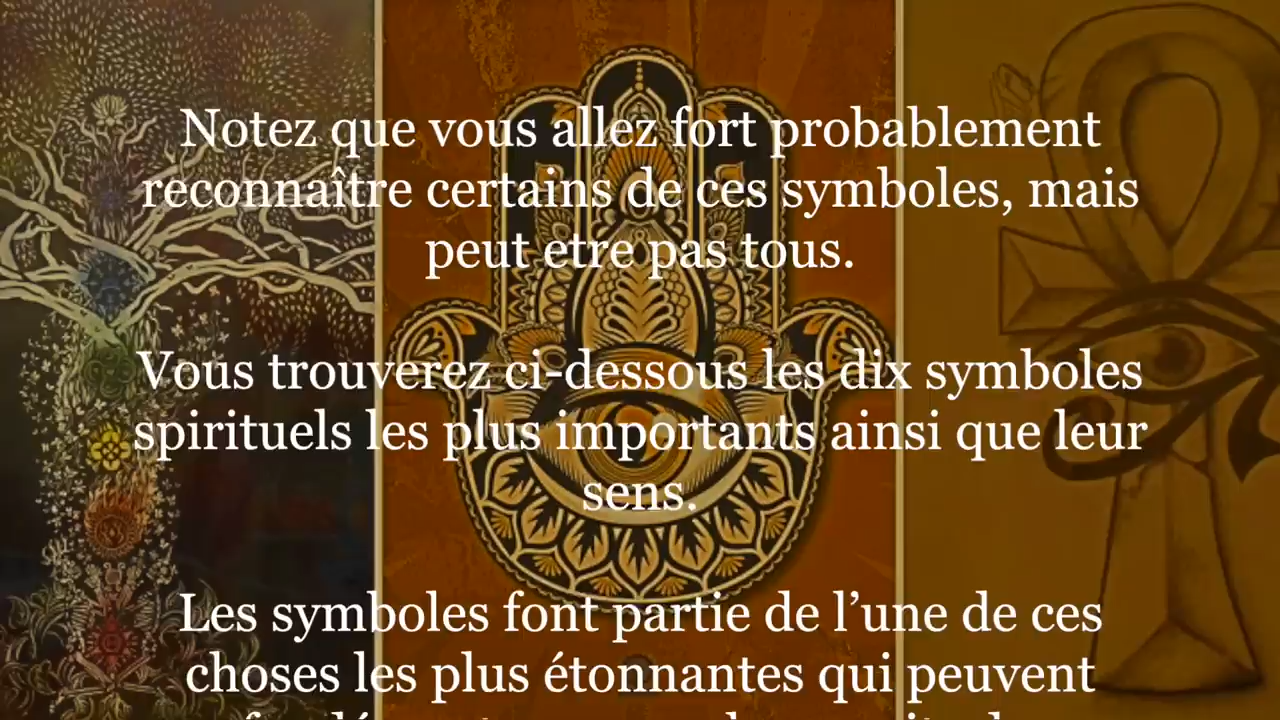 Notez que vous allez fort probablement
reconnaître certains de ces symboles, mais
peut etre pas tous.
Vous trouverez ci-dessous les dix symboles
spirituels les plus importants ainsi que leur
sens.
Les symboles font partie de l’une de ces
choses les plus étonnantes qui peuvent